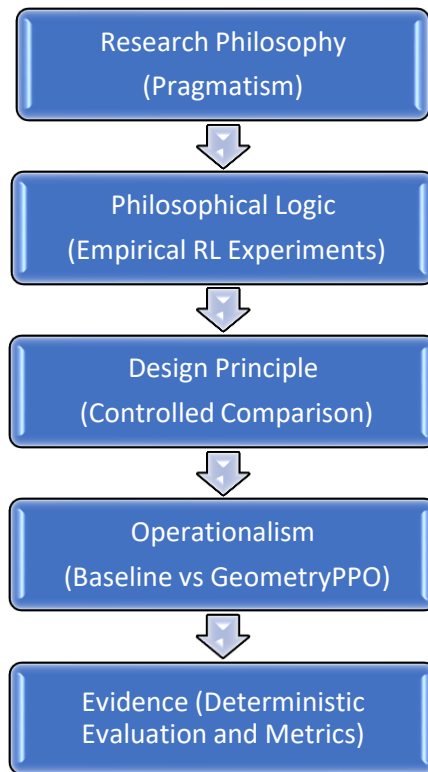 Research Philosophy
(Pragmatism)
Philosophical Logic
(Empirical RL Experiments)
Design Principle
(Controlled Comparison)
Operationalism
(Baseline vs GeometryPPO)
Evidence (Deterministic
Evaluation and Metrics)